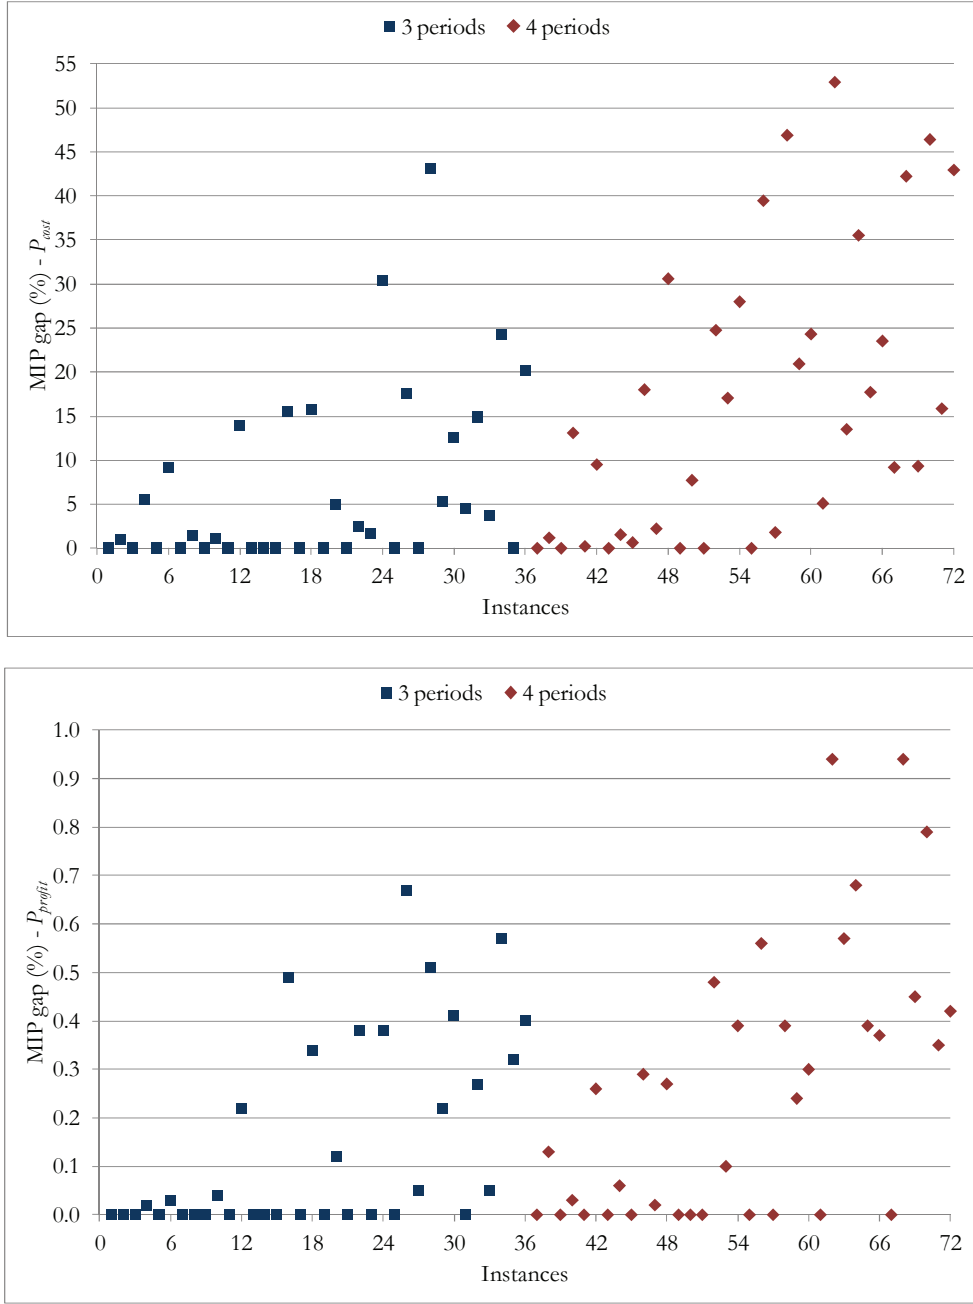 3 periods 4 periods
55
50
45
40
35
30
25
20
15
10
5
0
MIP gap (%) - P_cost
0 6 12 18 24 30 36 42 48 54 60 66 72
Instances
3 periods 4 periods
1.0
0.9
0.8
0.7
0.6
0.5
0.4
0.3
0.2
0.1
0.0
MIP gap (%) - P_profit
0 6 12 18 24 30 36 42 48 54 60 66 72
Instances